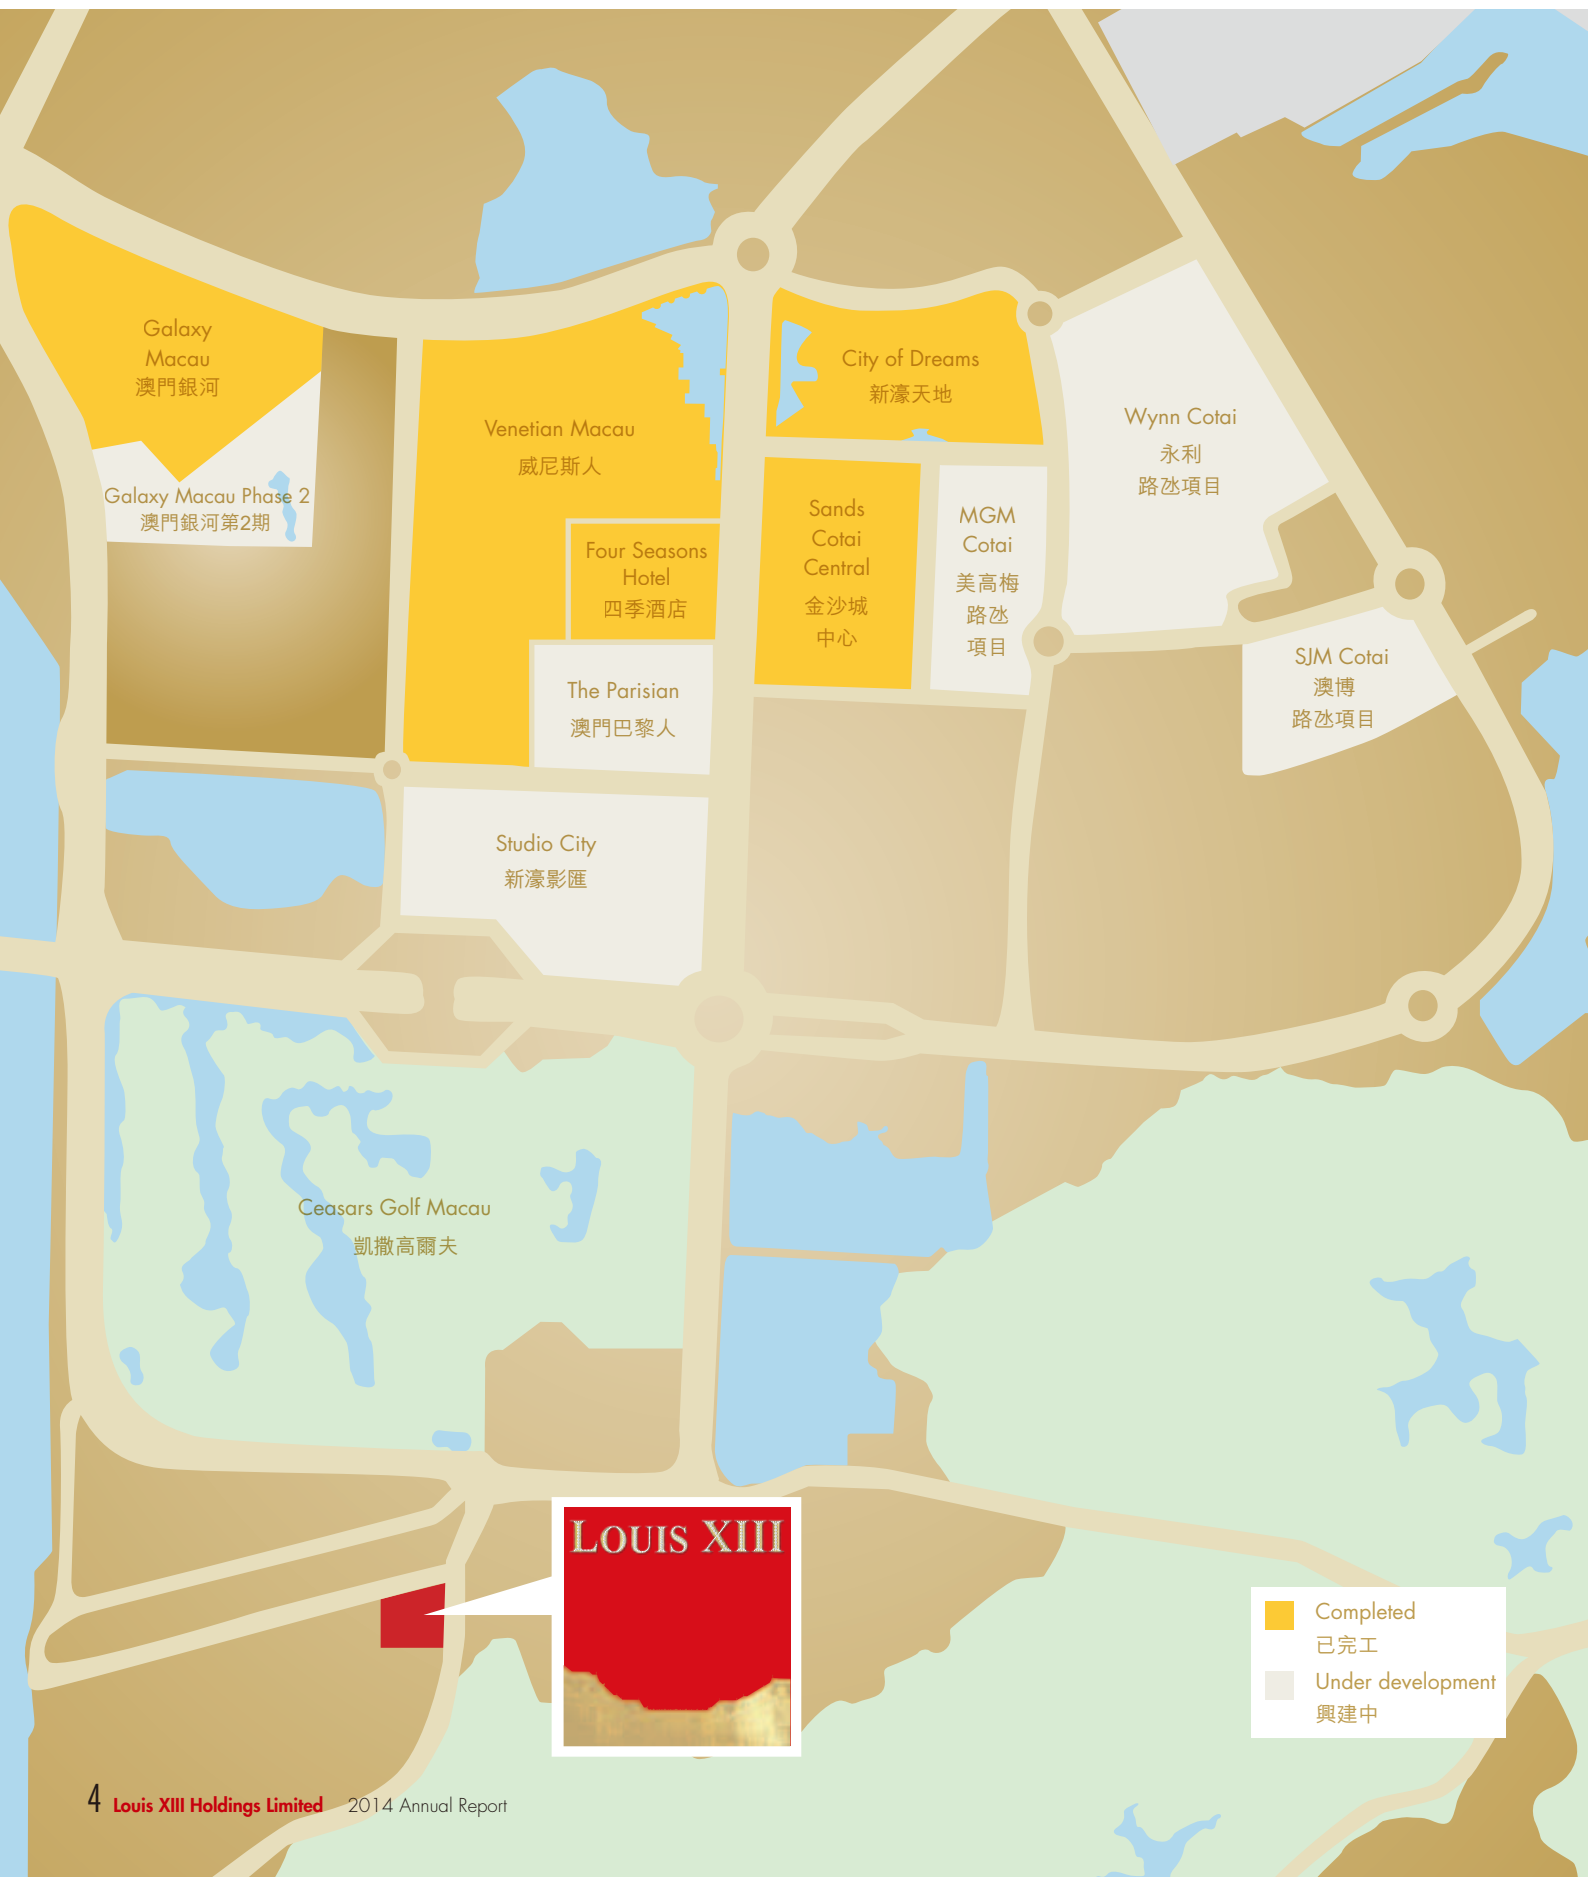 Galaxy
Macau
澳門銀河
Galaxy Macau Phase 2
澳門銀河第2期
Venetian Macau
威尼斯人
Four Seasons
Hotel
四季酒店
The Parisian
澳門巴黎人
Studio City
新濠影匯
City of Dreams
新濠天地
Sands
Cotai
Central
金沙城
中心
MGM
Cotai
美高梅
路氹
項目
Wynn Cotai
永利
路氹項目
SJM Cotai
澳博
路氹項目
Ceasars Golf Macau
凱撒高爾夫
LOUIS XIII
Completed
已完工
Under development
興建中
4 Louis XIII Holdings Limited 2014 Annual Report